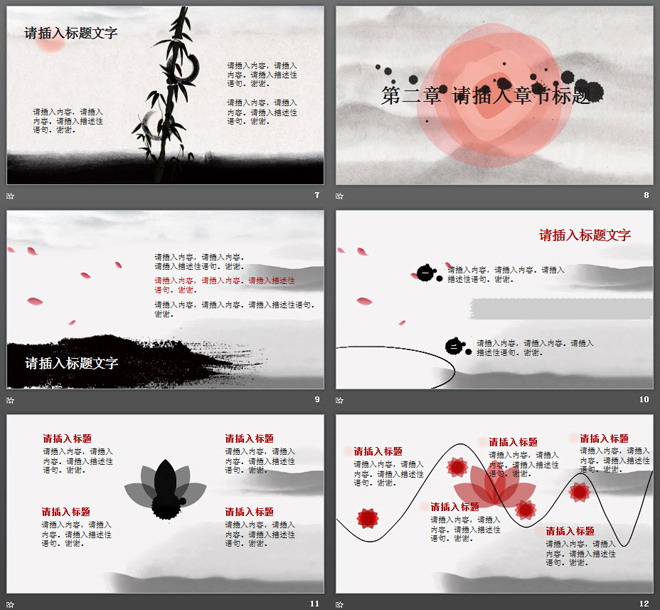 请插入标题文字
请插入内容，请插入
内容。请插入描述性
语句。谢谢。
请插入内容，请插入
内容。请插入描述性
语句。谢谢。
请插入内容，请插入
内容。请插入描述性
语句。谢谢。
7
第二章 请插入章节标题
8
请插入内容，请插入内容。
请插入描述性语句。谢谢。
请插入内容，请插入内容。请插入描述性
语句。谢谢。
请插入内容，请插入内容。请插入描述性语句。
谢谢。
请插入标题文字
9
请插入标题文字
一
请插入内容，请插入内容。请插入
描述性语句。谢谢。
二
请插入内容，请插入内容。请插入
描述性语句。谢谢。
10
请插入标题
请插入内容，请插入
内容。请插入描述性
语句。谢谢。
请插入标题
请插入内容，请插入
内容。请插入描述性
语句。谢谢。
请插入标题
请插入内容，请插入
内容。请插入描述性
语句。谢谢。
请插入标题
请插入内容，请插入
内容。请插入描述性
语句。谢谢。
11
请插入标题
请插入内容，请插入
内容。请插入描述性
语句。谢谢。
请插入标题
请插入内容，请插入
内容。请插入描述性
语句。谢谢。
请插入标题
请插入内容，请插入
内容。请插入描述性
语句。谢谢。
请插入标题
请插入内容，请插入
内容。请插入描述性
语句。谢谢。
请插入标题
请插入内容，请插入
内容。请插入描述性
语句。谢谢。
12